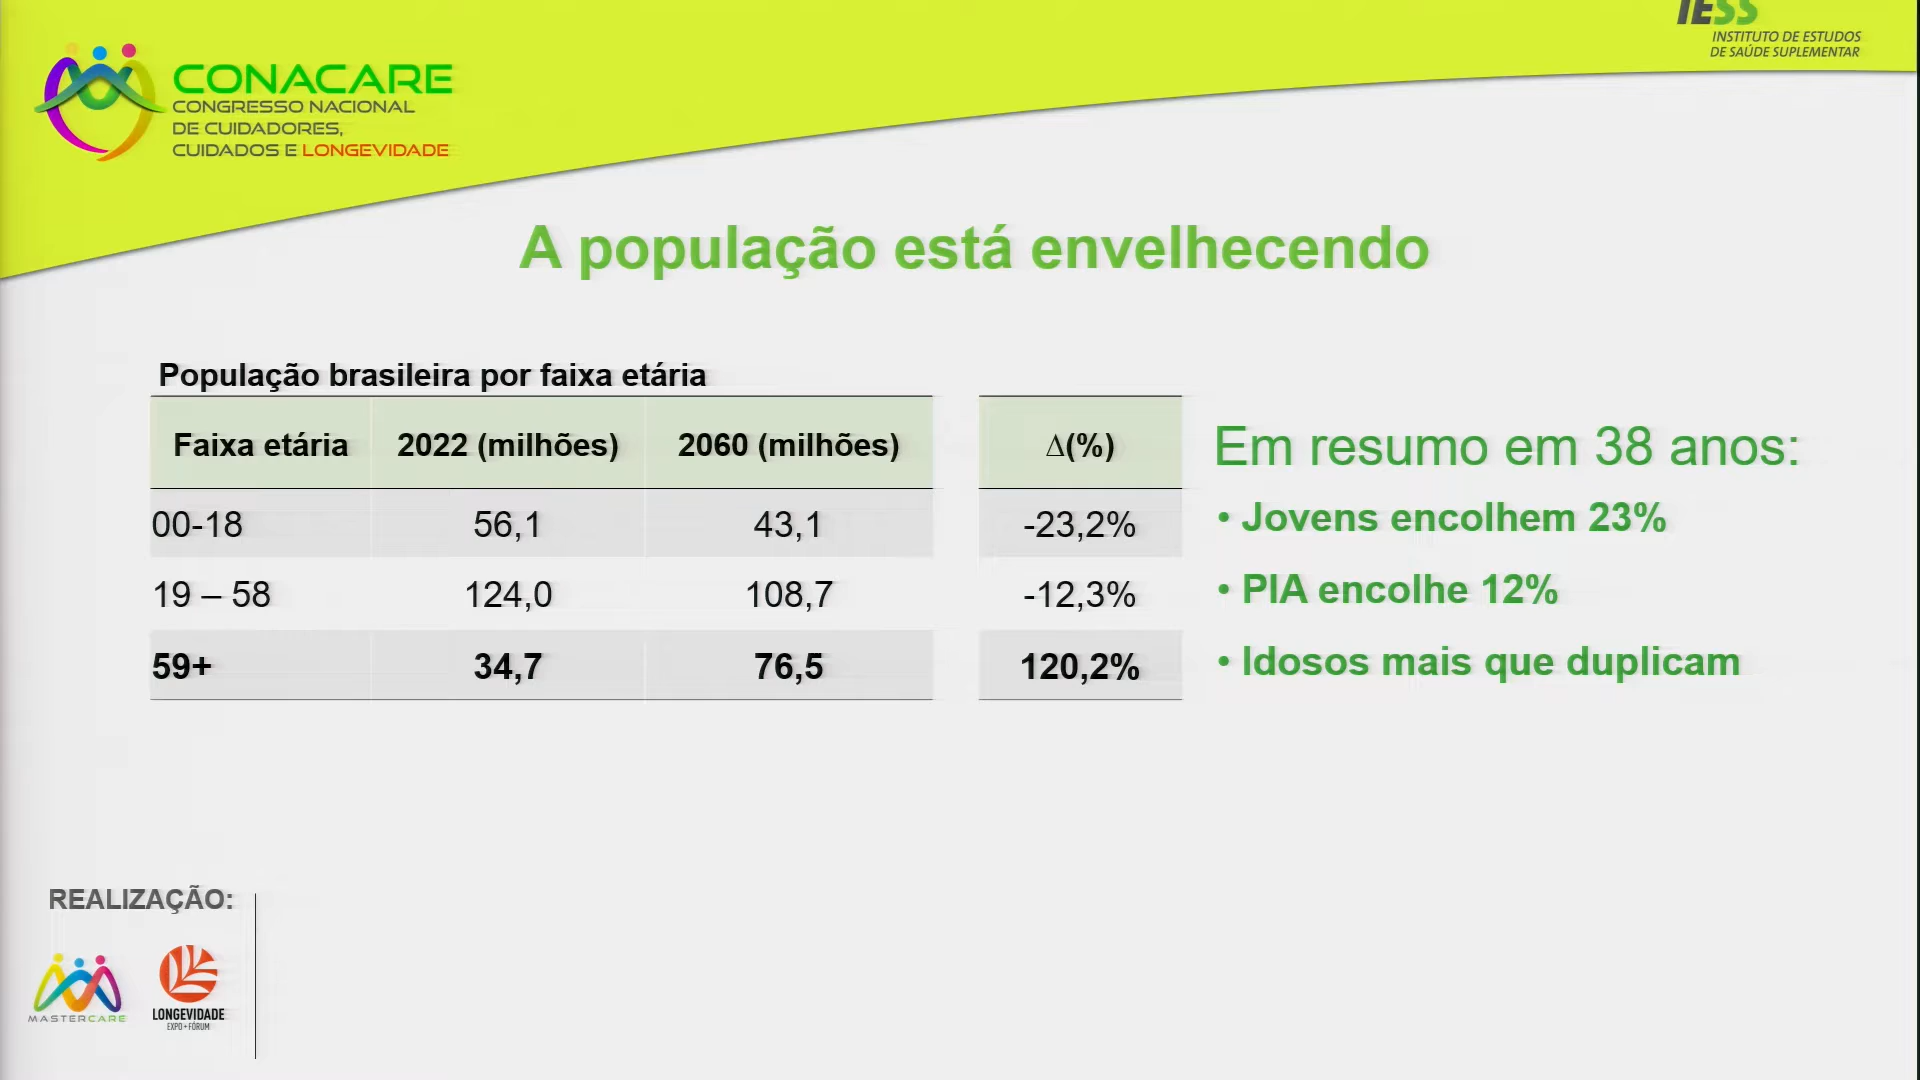 IESS
INSTITUTO DE ESTUDOS
DE SAÚDE SUPLEMENTAR
CONACARE
CONGRESSO NACIONAL
DE CUIDADORES,
CUIDADOS E LONGEVIDADE
A população está envelhecendo
População brasileira por faixa etária
Faixa etária 2022 (milhões) 2060 (milhões) ∆(%)
00-18 56,1 43,1 -23,2%
19 – 58 124,0 108,7 -12,3%
59+ 34,7 76,5 120,2%
Em resumo em 38 anos:
• Jovens encolhem 23%
• PIA encolhe 12%
• Idosos mais que duplicam
REALIZAÇÃO:
MASTERCARE
LONGEVIDADE
EXPO+FÓRUM